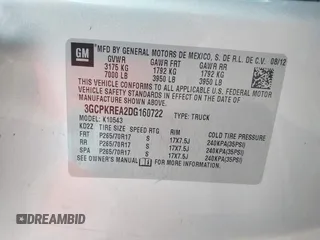 GM
MFD BY GENERAL MOTORS DE MEXICO, S. DE R.L. DE C.V. 08/12
GVWR GAWR FRT GAWR RR
3175 KG 1792 KG 1792 KG
7000 LB 3950 LB 3950 LB
THIS VEHICLE CONFORMS TO ALL APPLICABLE U.S. FEDERAL MOTOR
VEHICLE SAFETY STANDARDS IN EFFECT ON THE DATE OF
MANUFACTURE SHOWN ABOVE.
3GCPKREA2DG160722 TYPE: TRUCK
MODEL: K10543
KD2Z TIRE SIZE SPEED RTG RIM COLD TIRE PRESSURE
FRT P265/70R17 S 17X7.5J 240KPA(35PSI)
RR P265/70R17 S 17X7.5J 240KPA(35PSI)
SPA P265/70R17 S 17X7.5J 240KPA(35PSI)
SEE OWNER'S MANUAL FOR ADDITIONAL INFORMATION.